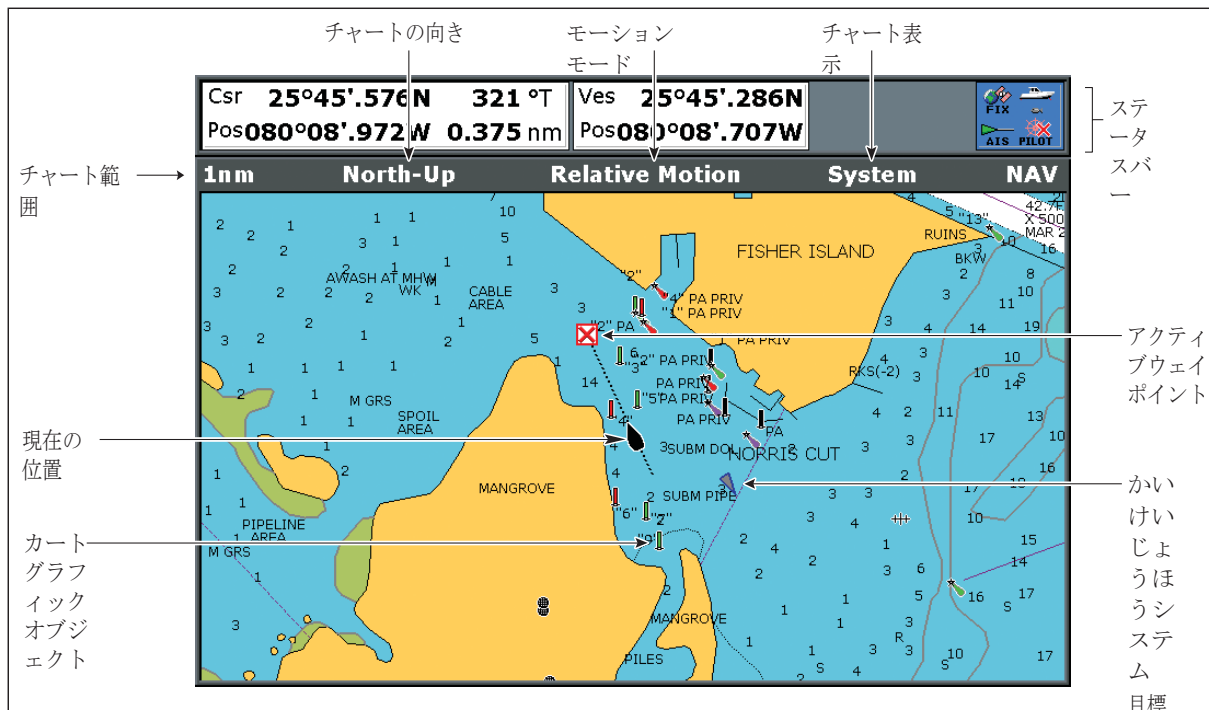 チャートの向き
モーション
モード
チャート表
示
Csr 25°45'.576N 321 °T
Pos 080°08'.972W 0.375 nm
Ves 25°45'.286N
Pos 080°08'.707W
FIX
AIS PILOT
ステ
ータ
スバ
ー
チャート範
囲
1nm North-Up Relative Motion System NAV
FISHER ISLAND
RUINS
BKW
"13"
X 500
AWASH AT MHW
WK
CABLE
AREA
"2"
"4" PA PRIV
"1" PA PRIV
"2" PA
PA PRIV
"3"
"2" PA PRIV
PA PRIV
"5"
PA PRIV
PA PRIV
PA
RKS(-2)
アクティ
ブウェイ
ポイント
M GRS
SPOIL
AREA
"4"
現在の
位置
SUBM DOL
NORRIS CUT
MANGROVE
SUBM PIPE
"6"
"7"
"9"
PIPELINE
AREA
M GRS
カート
グラフ
ィック
オブジ
ェクト
MANGROVE
PILES
かい
けい
じょ
うほ
うシ
ステ
ム
目標